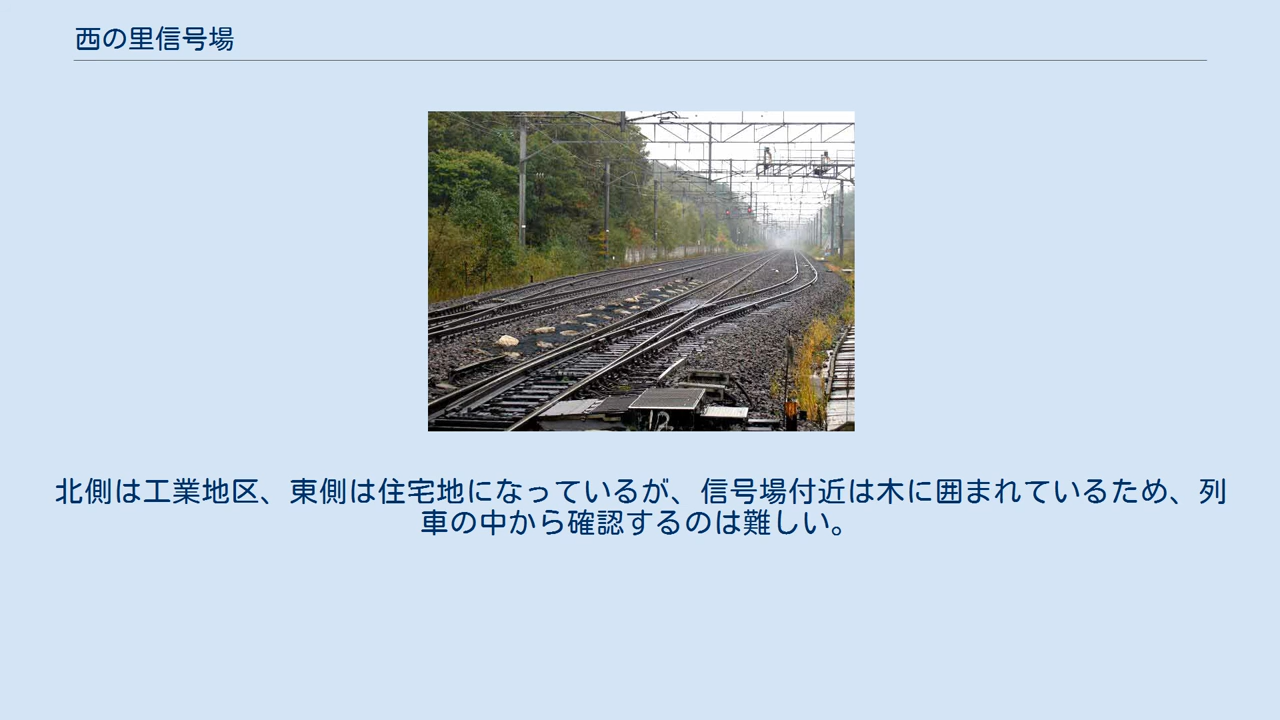 西の里信号場
北側は工業地区、東側は住宅地になっているが、信号場付近は木に囲まれているため、列
車の中から確認するのは難しい。